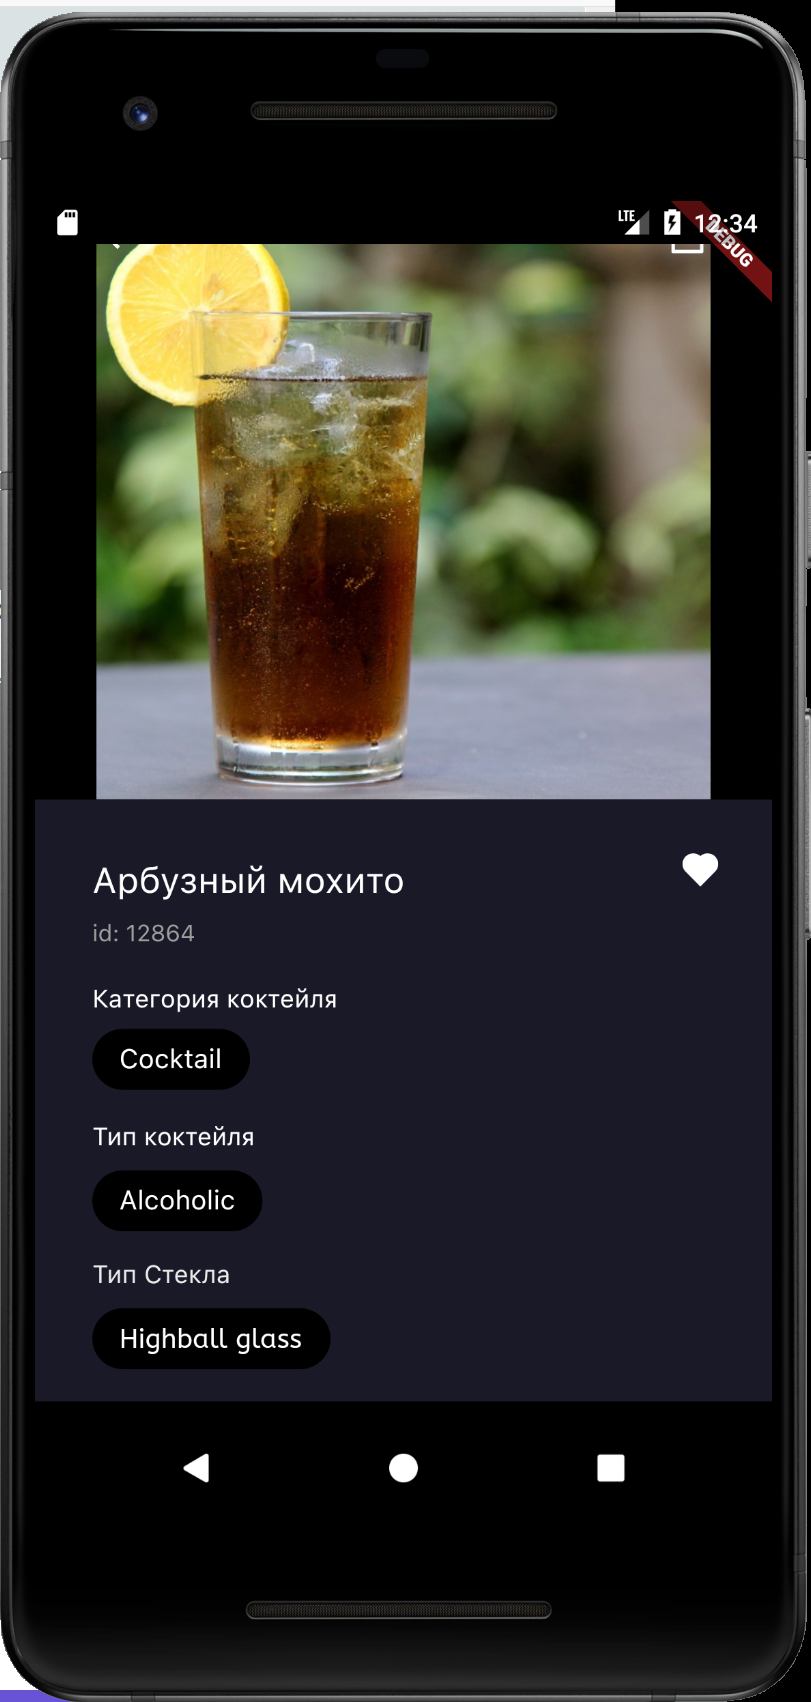 LTE 12:34
DEBUG
Арбузный мохито
id: 12864
Категория коктейля
Cocktail
Тип коктейля
Alcoholic
Тип Стекла
Highball glass